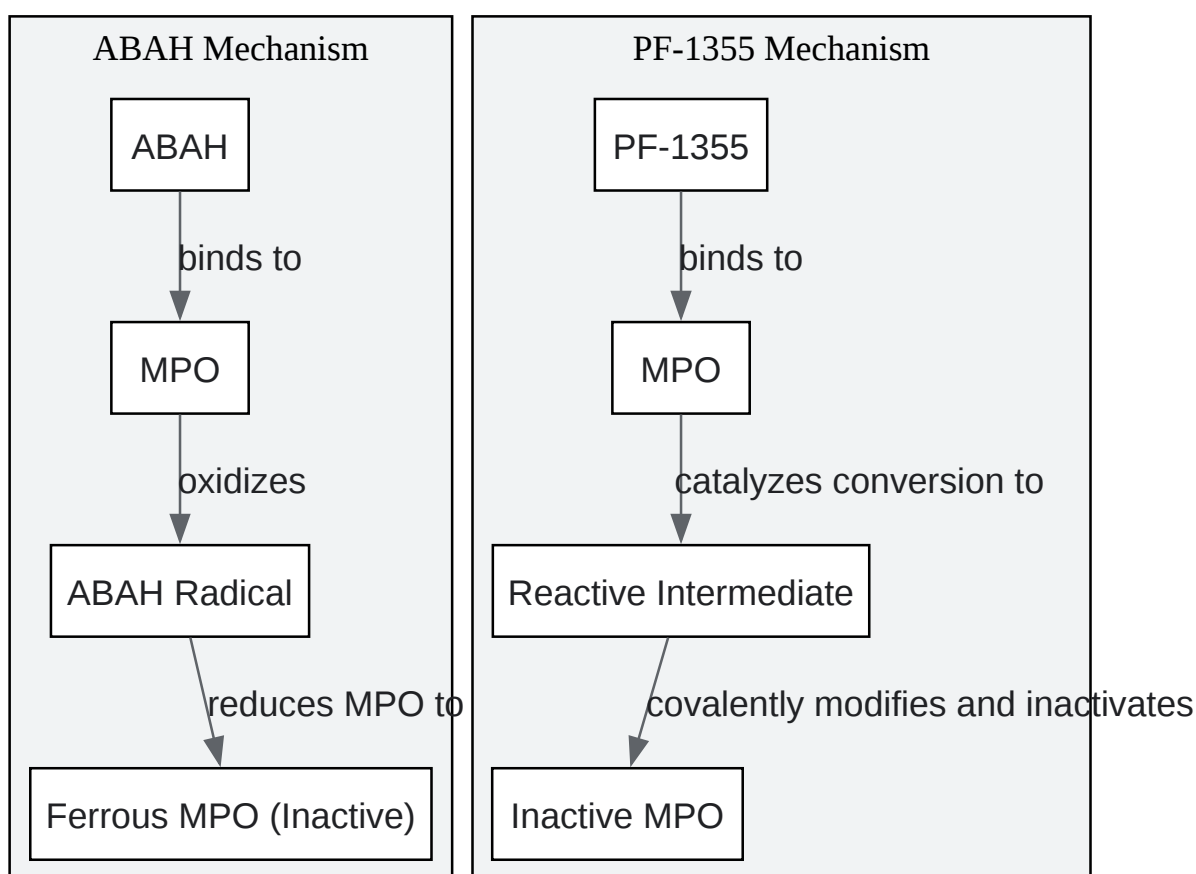 ABAH Mechanism
ABAH
binds to
MPO
oxidizes
ABAH Radical
reduces MPO to
Ferrous MPO (Inactive)
PF-1355 Mechanism
PF-1355
binds to
MPO
catalyzes conversion to
Reactive Intermediate
covalently modifies and inactivates
Inactive MPO